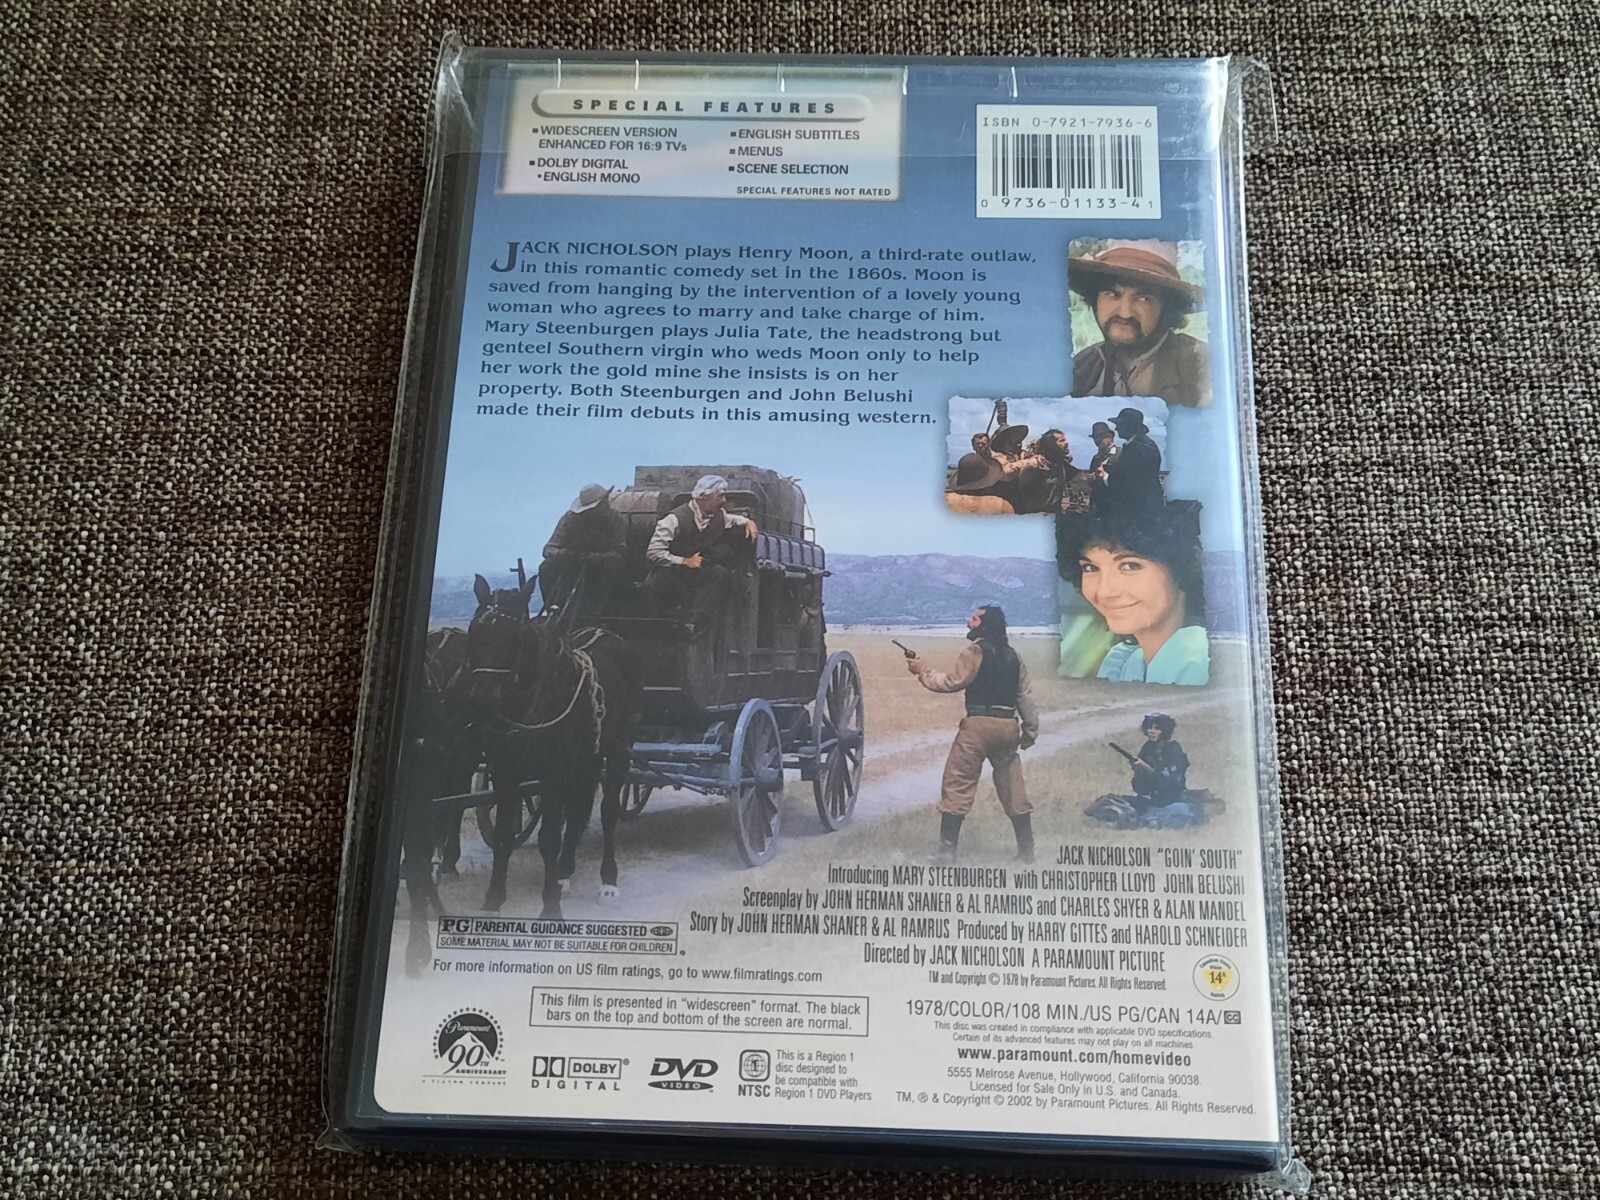 SPECIAL FEATURES
▪WIDESCREEN VERSION
ENHANCED FOR 16:9 TVs
▪DOLBY DIGITAL
•ENGLISH MONO
▪ENGLISH SUBTITLES
▪MENUS
▪SCENE SELECTION
SPECIAL FEATURES NOT RATED
ISBN 0-7921-7936-6
0 9736-01133-4 1
JACK NICHOLSON plays Henry Moon, a third-rate outlaw,
in this romantic comedy set in the 1860s. Moon is
saved from hanging by the intervention of a lovely young
woman who agrees to marry and take charge of him.
Mary Steenburgen plays Julia Tate, the headstrong but
genteel Southern virgin who weds Moon only to help
her work the gold mine she insists is on her
property. Both Steenburgen and John Belushi
made their film debuts in this amusing western.
JACK NICHOLSON "GOIN' SOUTH"
Introducing MARY STEENBURGEN with CHRISTOPHER LLOYD JOHN BELUSHI
Screenplay by JOHN HERMAN SHANER & AL RAMRUS and CHARLES SHYER & ALAN MANDEL
Story by JOHN HERMAN SHANER & AL RAMRUS Produced by HARRY GITTES and HAROLD SCHNEIDER
Directed by JACK NICHOLSON A PARAMOUNT PICTURE
TM and Copyright © 1978 by Paramount Pictures. All Rights Reserved.
14A
PG PARENTAL GUIDANCE SUGGESTED
SOME MATERIAL MAY NOT BE SUITABLE FOR CHILDREN
For more information on US film ratings, go to www.filmratings.com
This film is presented in "widescreen" format. The black
bars on the top and bottom of the screen are normal.
1978/COLOR/108 MIN./US PG/CAN 14A/CC
This disc was created in compliance with applicable DVD specifications.
Certain of its advanced features may not play on all machines.
www.paramount.com/homevideo
5555 Melrose Avenue, Hollywood, California 90038.
Licensed for Sale Only in U.S. and Canada.
TM, ® & Copyright © 2002 by Paramount Pictures. All Rights Reserved.
Paramount
90TH
ANNIVERSARY
DOLBY®
DIGITAL
DVD
VIDEO
1
NTSC
This is a Region 1
disc designed to
be compatible with
Region 1 DVD Players